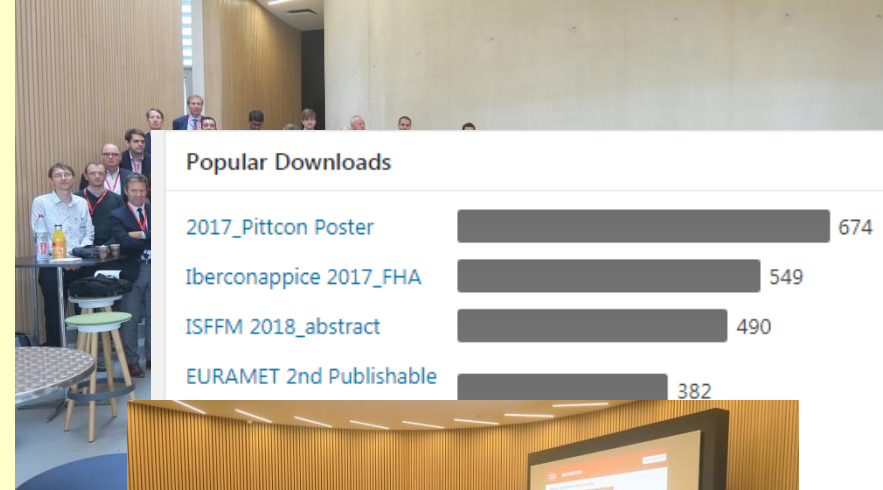 Popular Downloads
2017_Pittcon Poster 674
Iberconappice 2017_FHA 549
ISFFM 2018_abstract 490
EURAMET 2nd Publishable 382